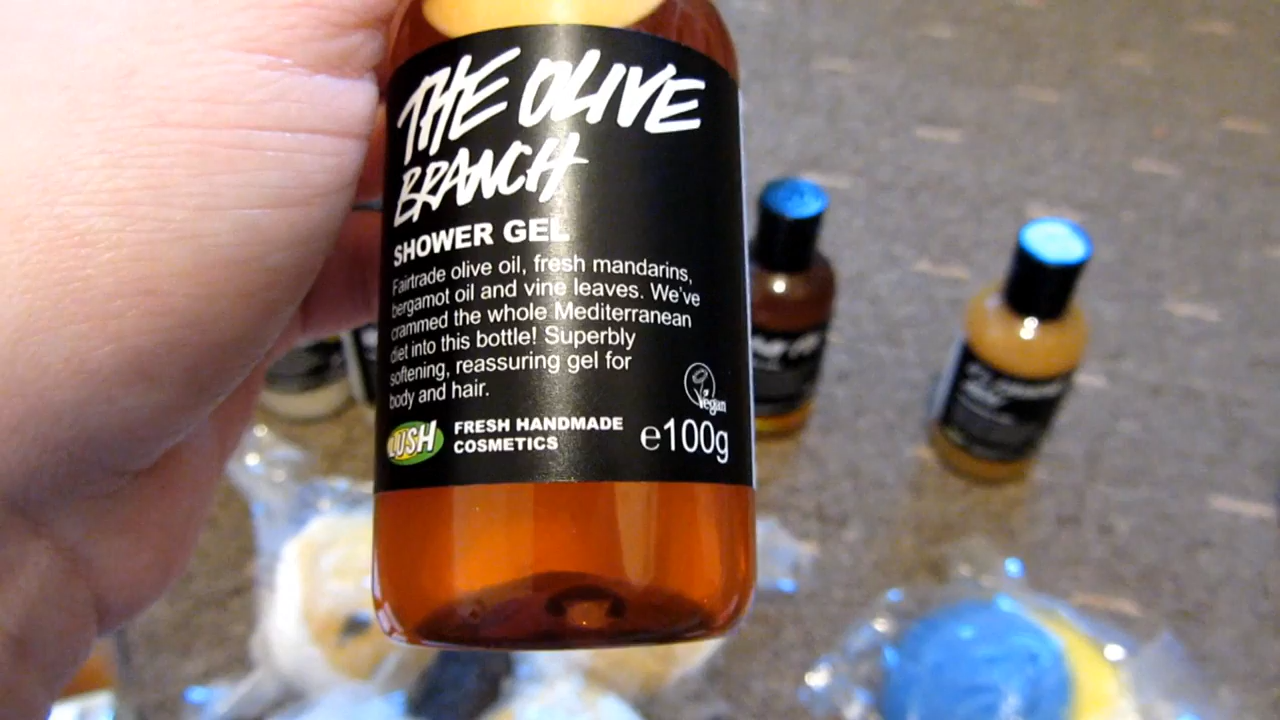 THE OLIVE
BRANCH
SHOWER GEL
Fairtrade olive oil, fresh mandarins,
bergamot oil and vine leaves. We've
crammed the whole Mediterranean
diet into this bottle! Superbly
softening, reassuring gel for
body and hair.
Vegan
LUSH
FRESH HANDMADE
COSMETICS
e100g